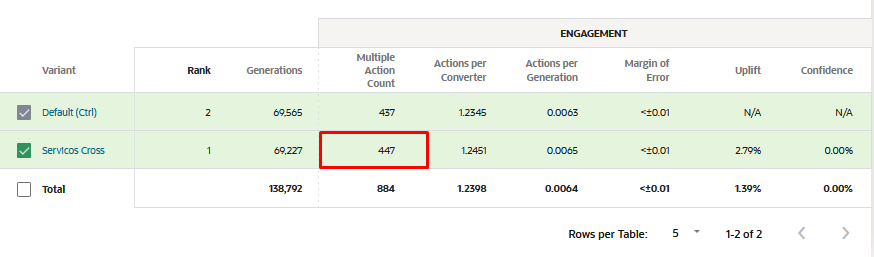 ENGAGEMENT
Variant Rank Generations Multiple Action Count Actions per Converter Actions per Generation Margin of Error Uplift Confidence
Default (Ctrl) 2 69,565 437 1.2345 0.0063 <±0.01 N/A N/A
Servicos Cross 1 69,227 447 1.2451 0.0065 <±0.01 2.79% 0.00%
Total 138,792 884 1.2398 0.0064 <±0.01 1.39% 0.00%
Rows per Table: 5 1-2 of 2